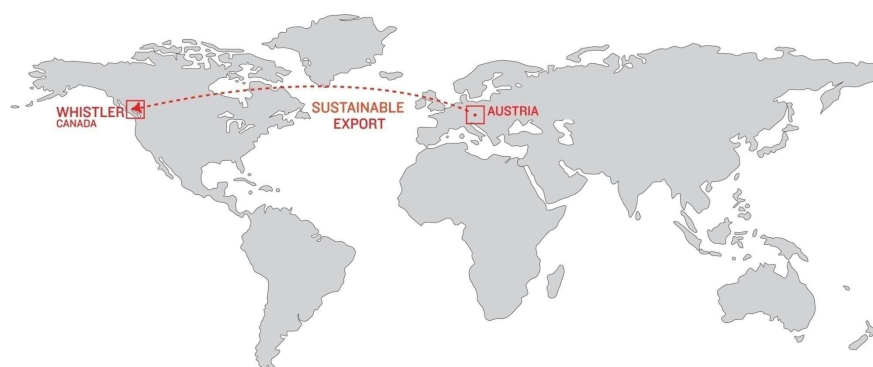 WHISTLER
CANADA
SUSTAINABLE
EXPORT
AUSTRIA